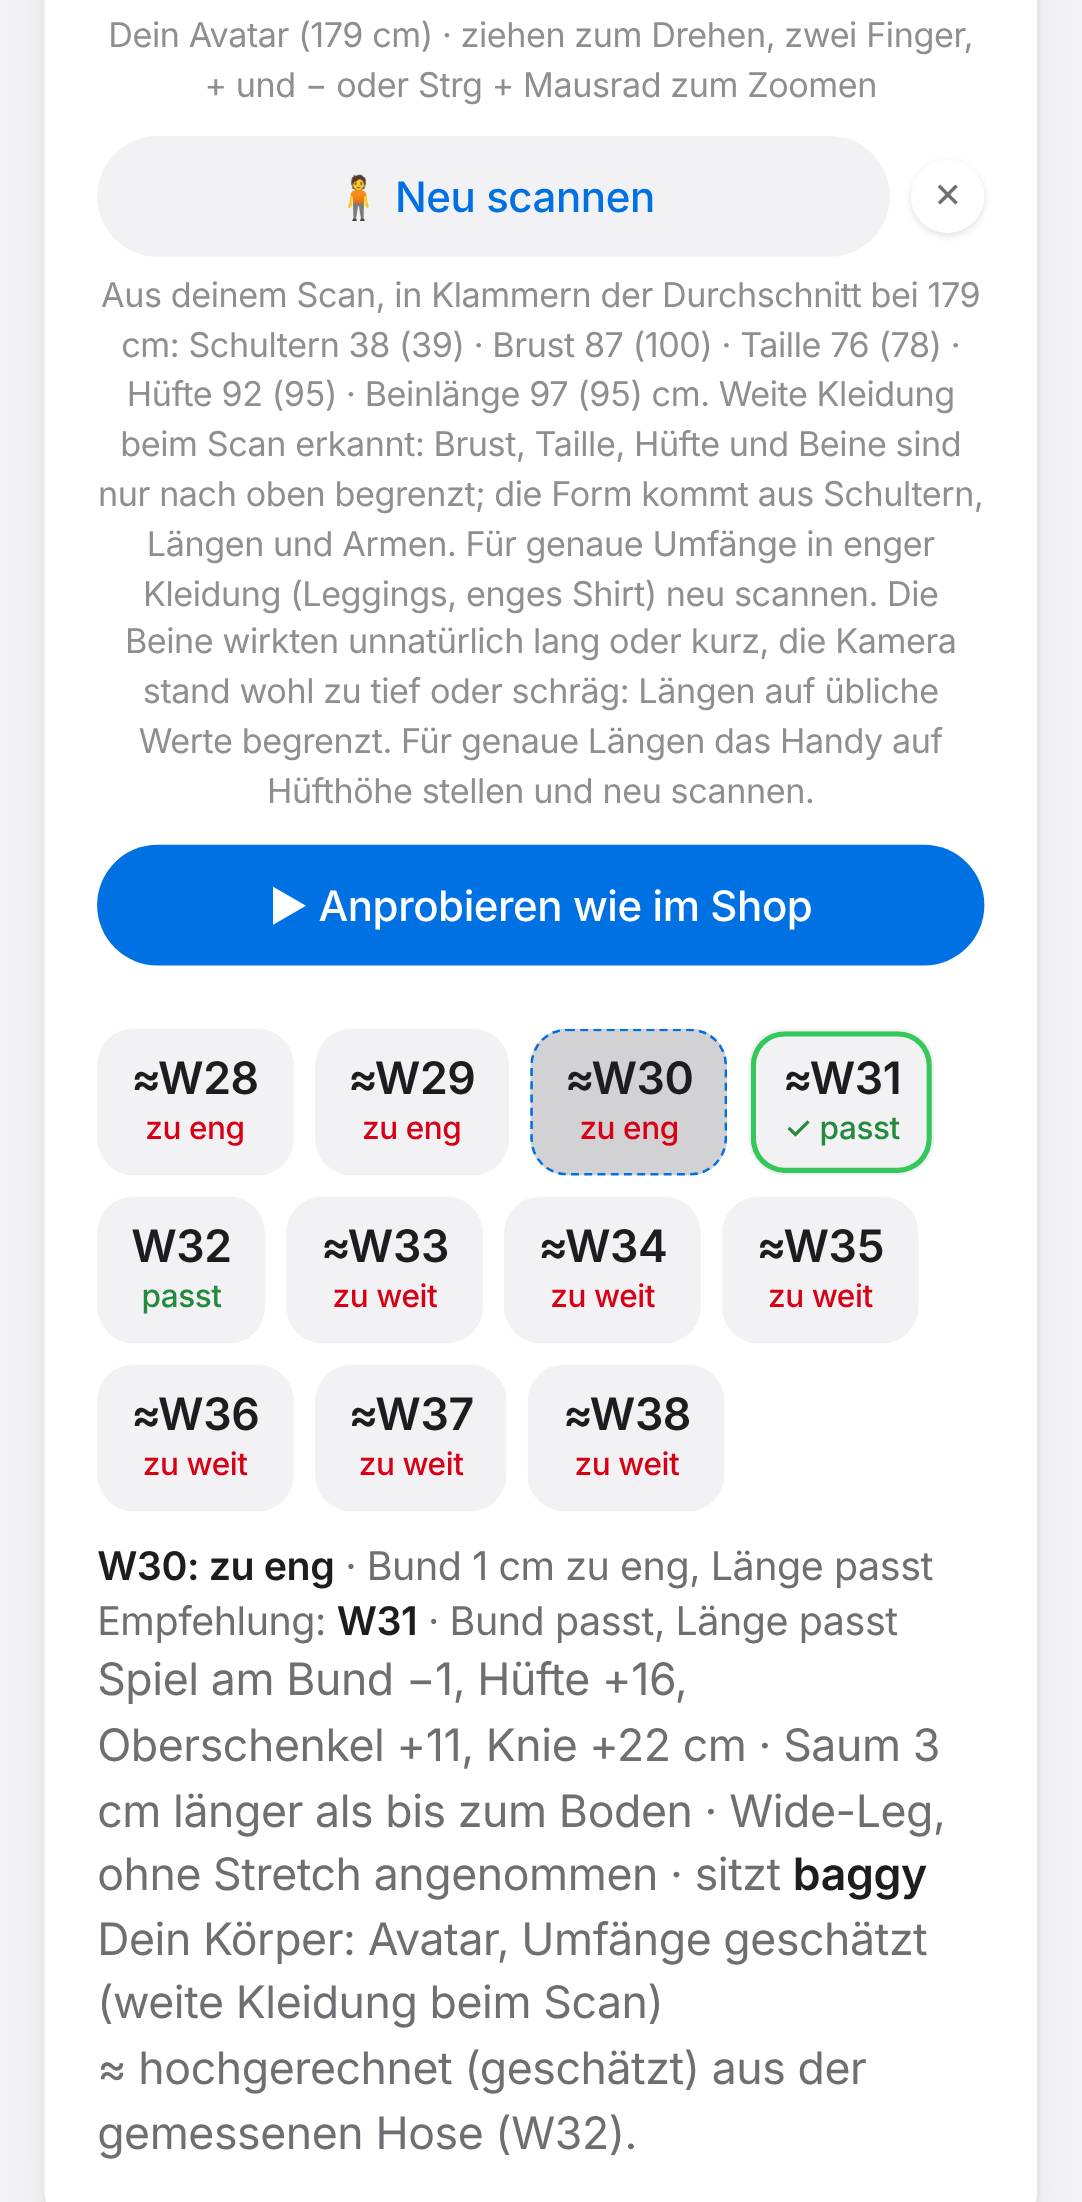 Dein Avatar (179 cm) · ziehen zum Drehen, zwei Finger,
+ und − oder Strg + Mausrad zum Zoomen
🧍 Neu scannen
×
Aus deinem Scan, in Klammern der Durchschnitt bei 179
cm: Schultern 38 (39) · Brust 87 (100) · Taille 76 (78) ·
Hüfte 92 (95) · Beinlänge 97 (95) cm. Weite Kleidung
beim Scan erkannt: Brust, Taille, Hüfte und Beine sind
nur nach oben begrenzt; die Form kommt aus Schultern,
Längen und Armen. Für genaue Umfänge in enger
Kleidung (Leggings, enges Shirt) neu scannen. Die
Beine wirkten unnatürlich lang oder kurz, die Kamera
stand wohl zu tief oder schräg: Längen auf übliche
Werte begrenzt. Für genaue Längen das Handy auf
Hüfthöhe stellen und neu scannen.
▶ Anprobieren wie im Shop
≈W28 ≈W29 ≈W30 ≈W31
zu eng zu eng zu eng ✓ passt
W32 ≈W33 ≈W34 ≈W35
passt zu weit zu weit zu weit
≈W36 ≈W37 ≈W38
zu weit zu weit zu weit
W30: zu eng · Bund 1 cm zu eng, Länge passt
Empfehlung: W31 · Bund passt, Länge passt
Spiel am Bund −1, Hüfte +16,
Oberschenkel +11, Knie +22 cm · Saum 3
cm länger als bis zum Boden · Wide-Leg,
ohne Stretch angenommen · sitzt baggy
Dein Körper: Avatar, Umfänge geschätzt
(weite Kleidung beim Scan)
≈ hochgerechnet (geschätzt) aus der
gemessenen Hose (W32).